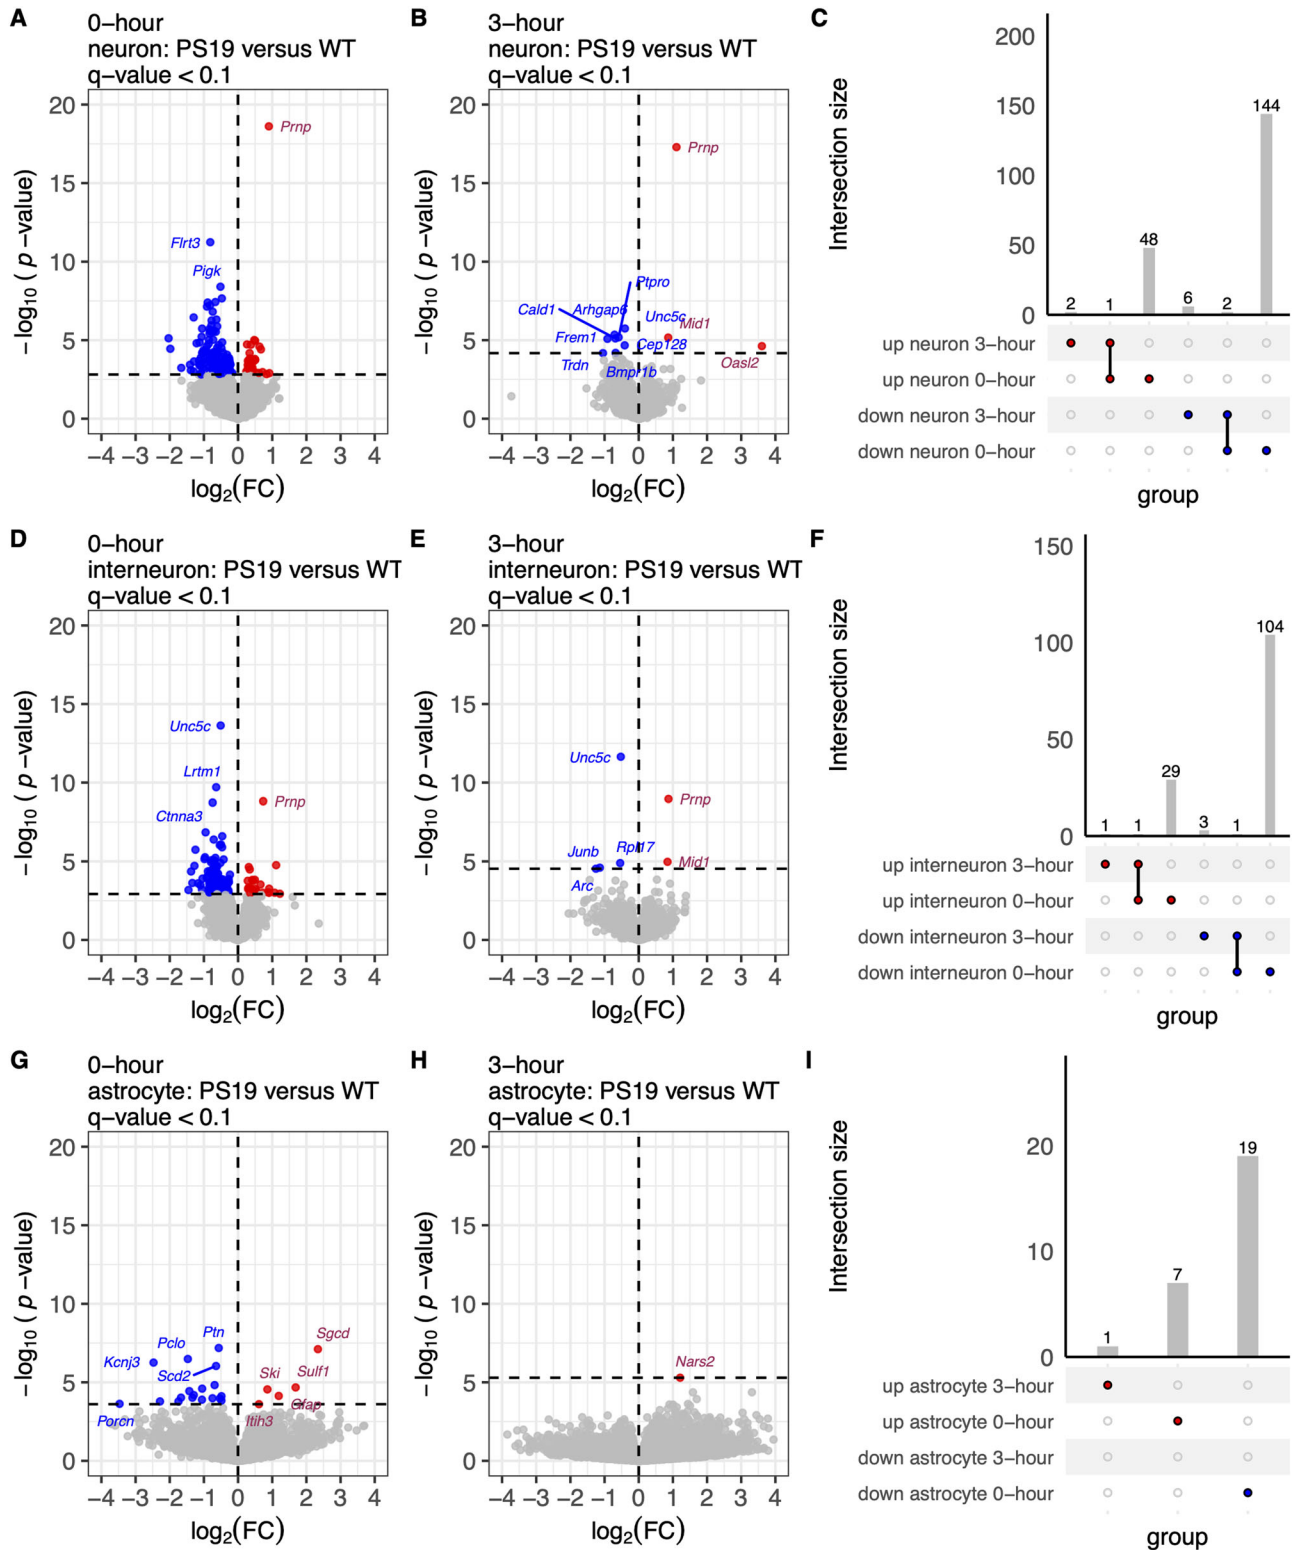 A
0−hour
neuron: PS19 versus WT
q−value < 0.1
20
15
10
5
0
−log10 ( p −value)
Prnp
Flrt3
Pigk
−4 −3 −2 −1 0 1 2 3 4
log2(FC)
B
3−hour
neuron: PS19 versus WT
q−value < 0.1
20
15
10
5
0
−log10 ( p −value)
Prnp
Ptpro
Cald1
Arhgap6
Unc5c
Mid1
Frem1
Cep128
Trdn
Bmpr1b
Oasl2
−4 −3 −2 −1 0 1 2 3 4
log2(FC)
C
Intersection size
200
150
100
50
0
2 1 48 6 2 144
up neuron 3−hour
up neuron 0−hour
down neuron 3−hour
down neuron 0−hour
group
D
0−hour
interneuron: PS19 versus WT
q−value < 0.1
20
15
10
5
0
−log10 ( p −value)
Unc5c
Lrtm1
Prnp
Ctnna3
−4 −3 −2 −1 0 1 2 3 4
log2(FC)
E
3−hour
interneuron: PS19 versus WT
q−value < 0.1
20
15
10
5
0
−log10 ( p −value)
Unc5c
Prnp
Junb
Rpl17
Mid1
Arc
−4 −3 −2 −1 0 1 2 3 4
log2(FC)
F
Intersection size
150
100
50
0
1 1 29 3 1 104
up interneuron 3−hour
up interneuron 0−hour
down interneuron 3−hour
down interneuron 0−hour
group
G
0−hour
astrocyte: PS19 versus WT
q−value < 0.1
20
15
10
5
0
−log10 ( p −value)
Ptn
Sgcd
Pclo
Kcnj3
Scd2
Ski
Sulf1
Gfap
Porcn
Itih3
−4 −3 −2 −1 0 1 2 3 4
log2(FC)
H
3−hour
astrocyte: PS19 versus WT
q−value < 0.1
20
15
10
5
0
−log10 ( p −value)
Nars2
−4 −3 −2 −1 0 1 2 3 4
log2(FC)
I
Intersection size
20
10
0
1 7 19
up astrocyte 3−hour
up astrocyte 0−hour
down astrocyte 3−hour
down astrocyte 0−hour
group